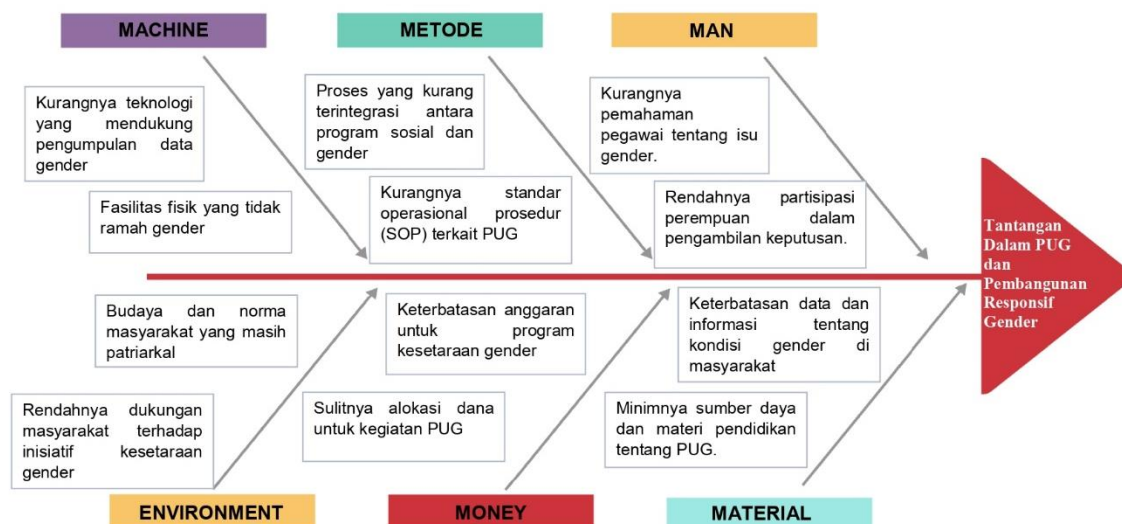 MACHINE
METODE
MAN
Kurangnya teknologi
yang mendukung
pengumpulan data
gender
Fasilitas fisik yang tidak
ramah gender
Proses yang kurang
terintegrasi antara
program sosial dan
gender
Kurangnya standar
operasional prosedur
(SOP) terkait PUG
Kurangnya
pemahaman
pegawai tentang isu
gender.
Rendahnya partisipasi
perempuan dalam
pengambilan keputusan.
Tantangan
Dalam PUG
dan
Pembangunan
Responsif
Gender
Budaya dan norma
masyarakat yang masih
patriarkal
Rendahnya dukungan
masyarakat terhadap
inisiatif kesetaraan
gender
Keterbatasan anggaran
untuk program
kesetaraan gender
Sulitnya alokasi dana
untuk kegiatan PUG
Keterbatasan data dan
informasi tentang
kondisi gender di
masyarakat
Minimnya sumber daya
dan materi pendidikan
tentang PUG.
ENVIRONMENT
MONEY
MATERIAL